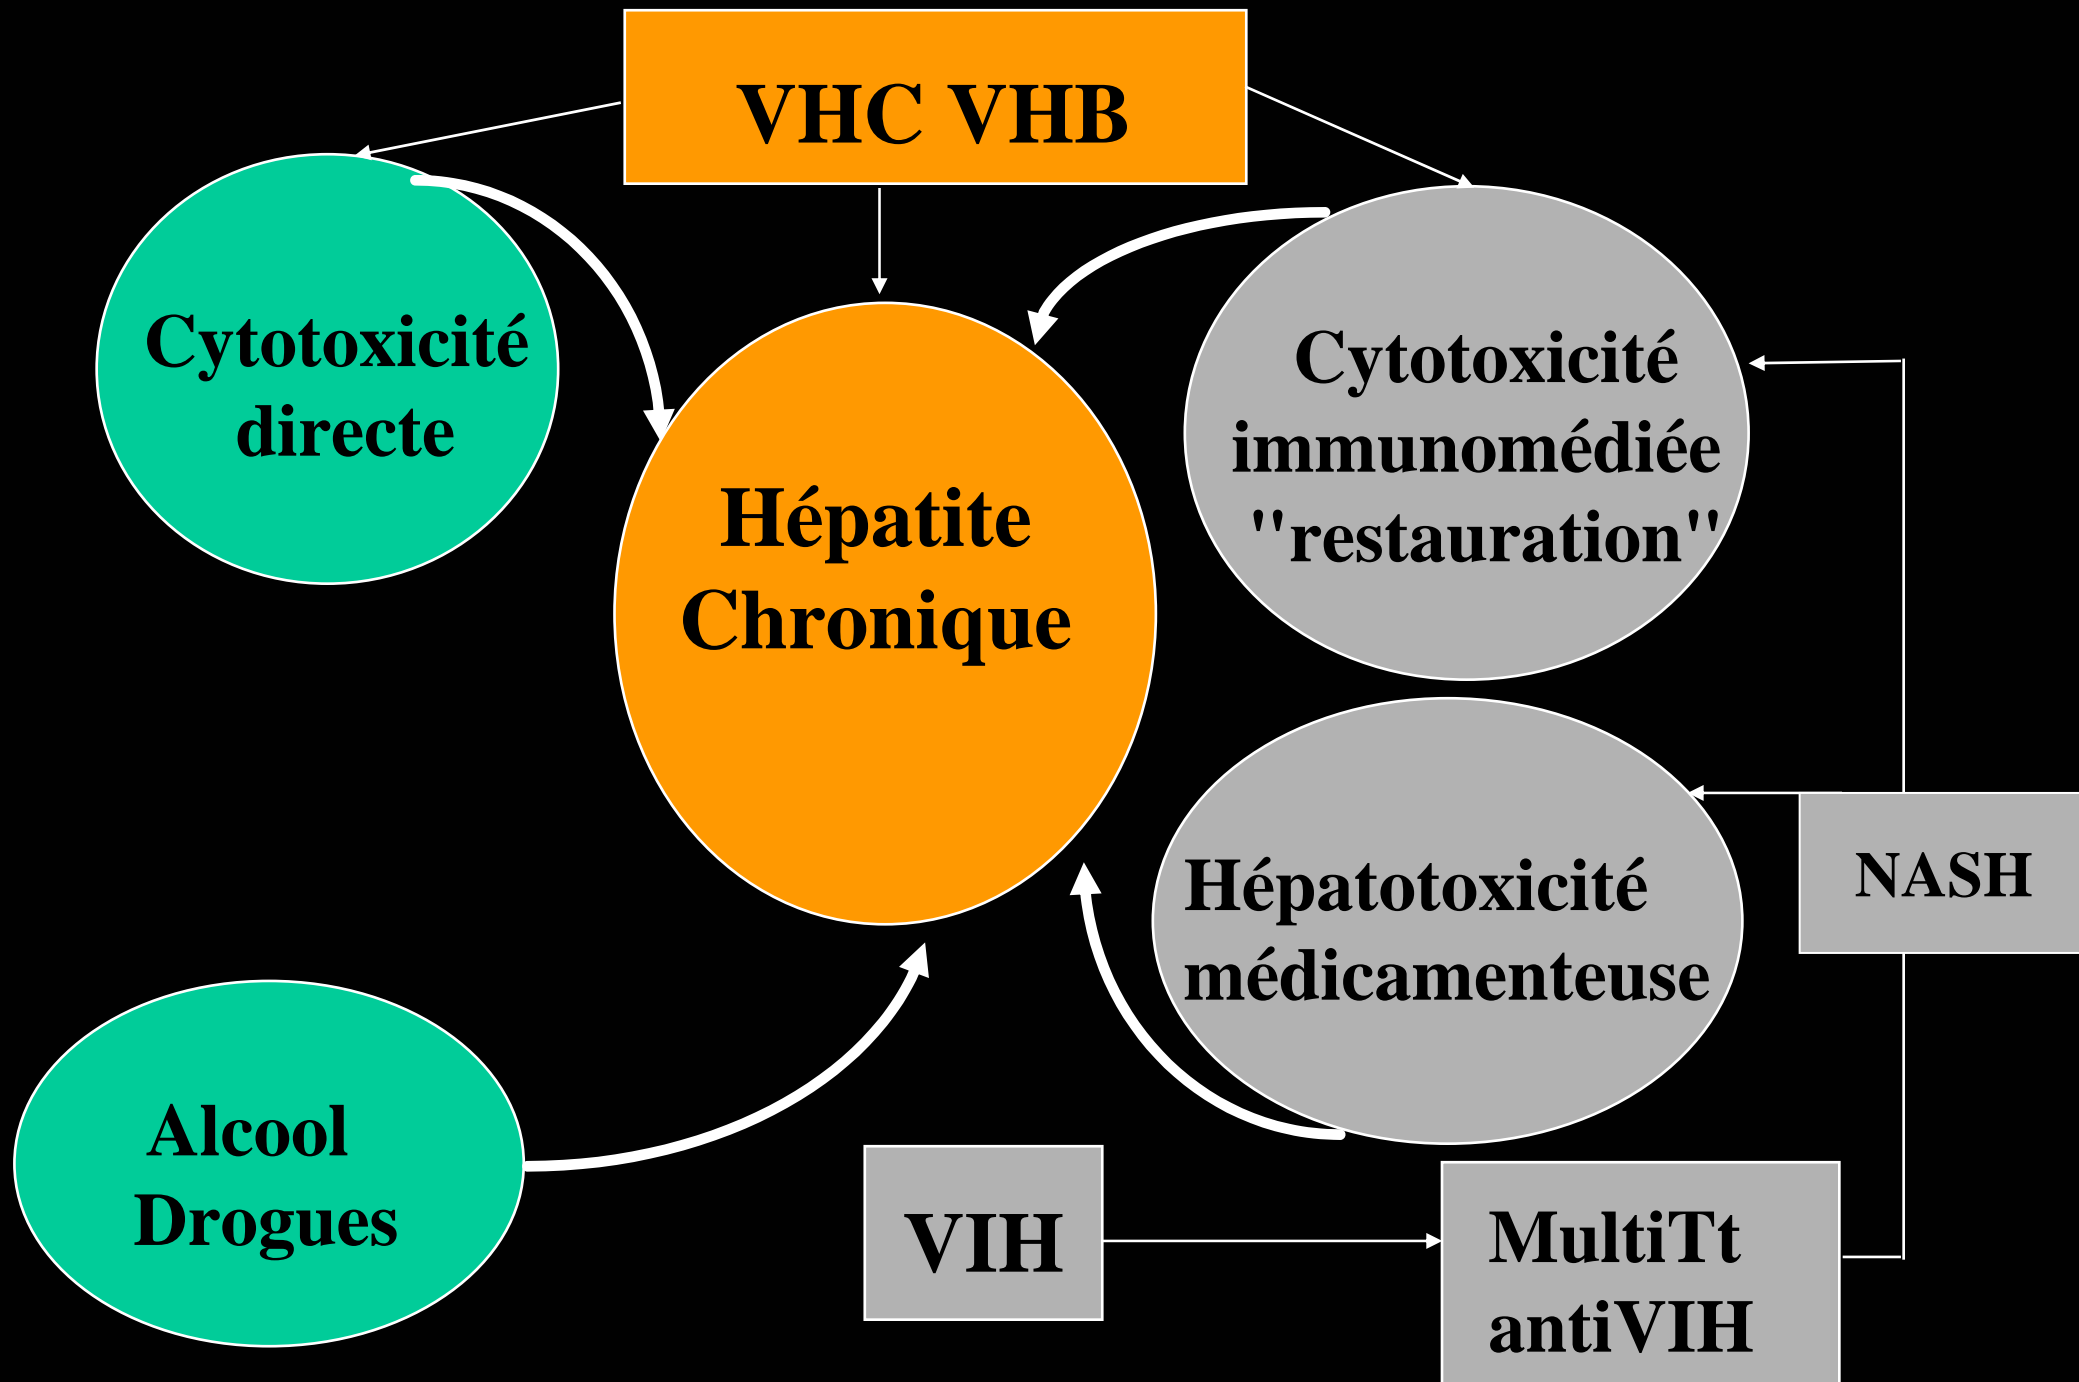 VHC VHB
Cytotoxicité
directe
Cytotoxicité
immunomédiée
"restauration"
Hépatite
Chronique
Hépatotoxicité
médicamenteuse
NASH
Alcool
Drogues
VIH
MultiTt
antiVIH